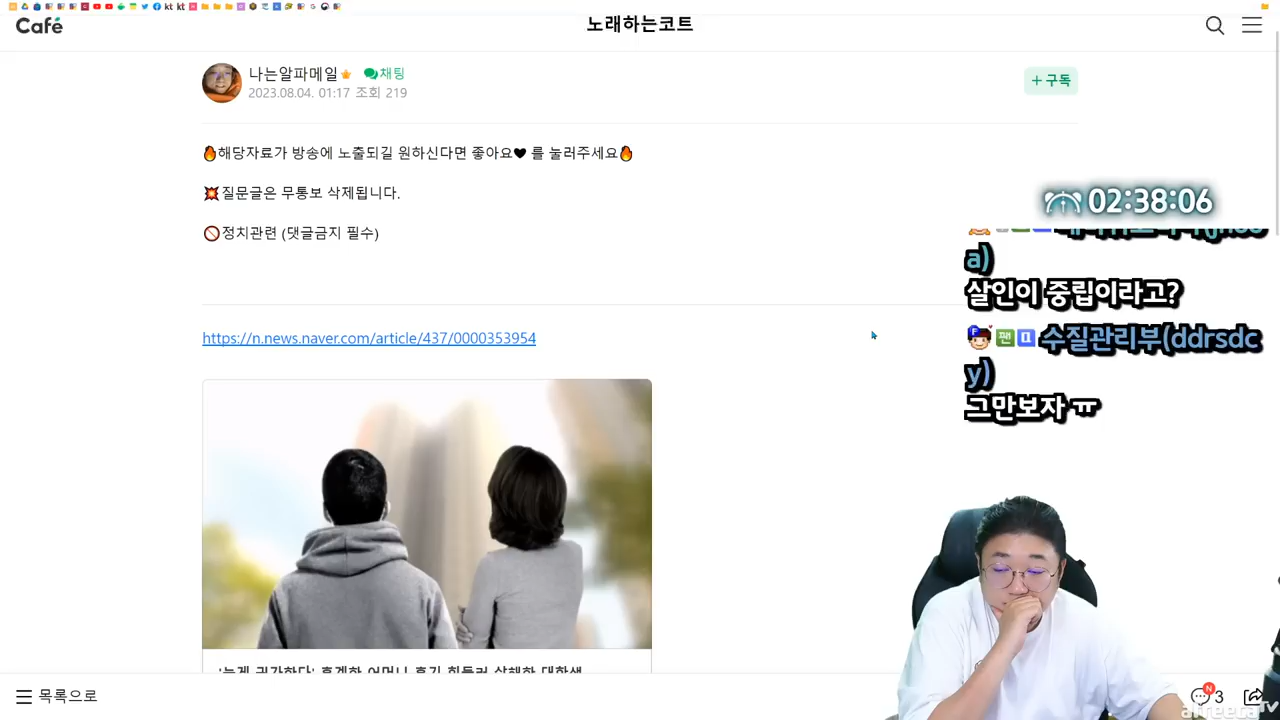 Café
노래하는코트
나는알파메일
채팅
2023.08.04. 01:17 조회 219
+ 구독
🔥해당자료가 방송에 노출되길 원하신다면 좋아요🖤 를 눌러주세요🔥
💥질문글은 무통보 삭제됩니다.
🚫정치관련 (댓글금지 필수)
02:38:06
a)
살인이 중립이라고?
팬 수질관리부(ddrsdc
y)
그만보자 ㅠ
https://n.news.naver.com/article/437/0000353954
목록으로
N
3
afreecaTV